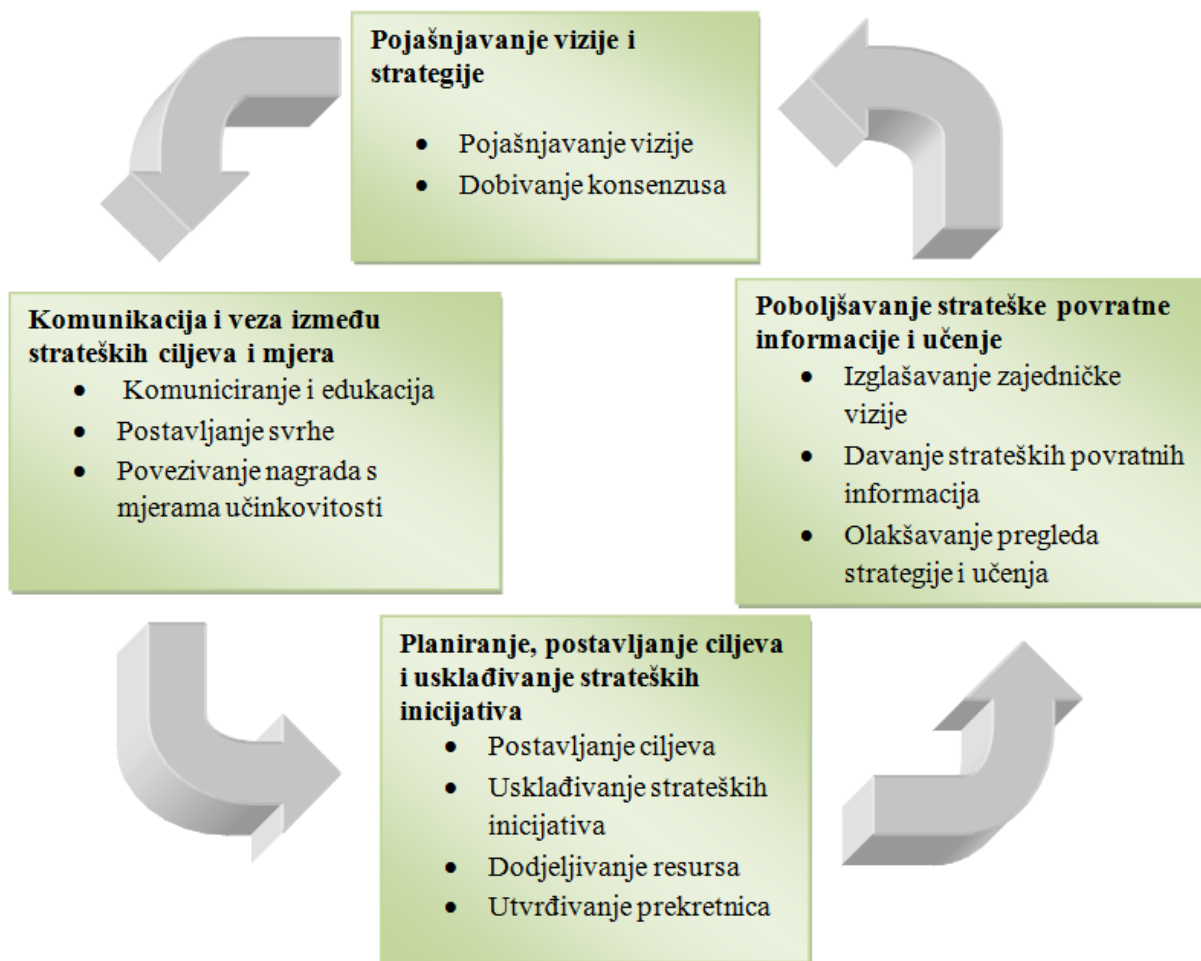 Pojašnjavanje vizije i
strategije
• Pojašnjavanje vizije
• Dobivanje konsenzusa
Komunikacija i veza između
strateških ciljeva i mjera
• Komuniciranje i edukacija
• Postavljanje svrhe
• Povezivanje nagrada s
mjerama učinkovitosti
Poboljšavanje strateške povratne
informacije i učenje
• Izglašavanje zajedničke
vizije
• Davanje strateških povratnih
informacija
• Olakšavanje pregleda
strategije i učenja
Planiranje, postavljanje ciljeva
i usklađivanje strateških
inicijativa
• Postavljanje ciljeva
• Usklađivanje strateških
inicijativa
• Dodjeljivanje resursa
• Utvrđivanje prekretnica